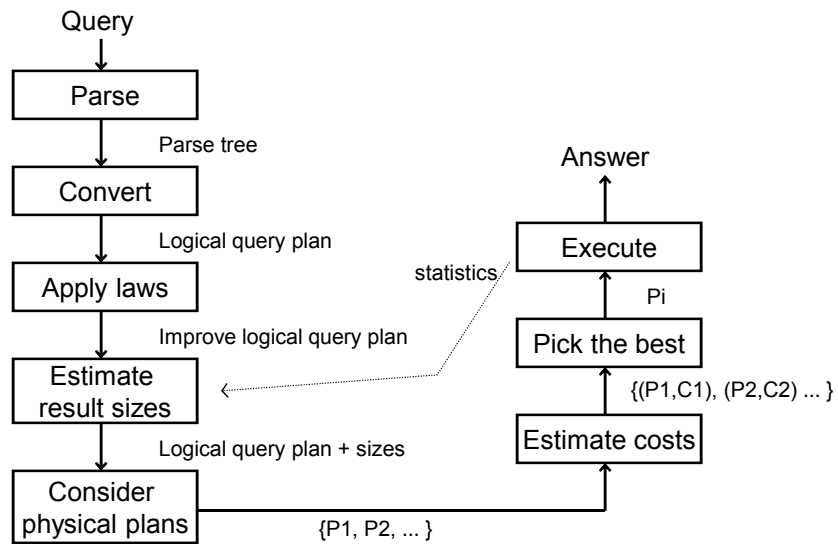 Query
Parse
Parse tree
Convert
Logical query plan
Apply laws
Improve logical query plan
Estimate
result sizes
Logical query plan + sizes
Consider
physical plans
{P1, P2, ... }
Estimate costs
{(P1,C1), (P2,C2) ... }
Pick the best
Pi
Execute
statistics
Answer